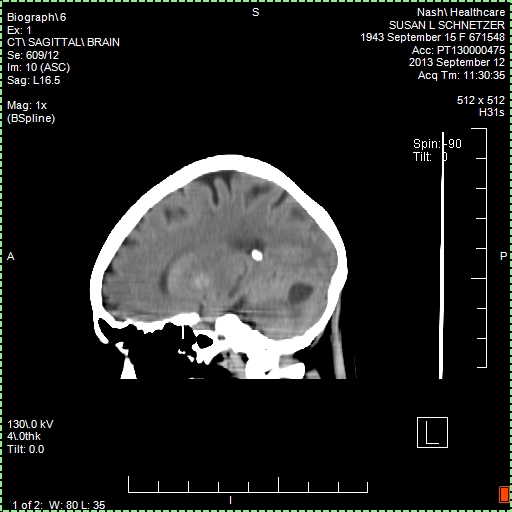 Biograph\6
Ex: 1
CT\ SAGITTAL\ BRAIN
Se: 609/12
Im: 10 (ASC)
Sag: L16.5
Mag: 1x
(BSpline)
S
Nash\ Healthcare
SUSAN L SCHNETZER
1943 September 15 F 671548
Acc: PT130000475
2013 September 12
Acq Tm: 11:30:35
512 x 512
H31s
Spin: -90
Tilt: 0
A
P
130\.0 kV
4\.0thk
Tilt: 0.0
L
1 of 2: W: 80 L: 35
I